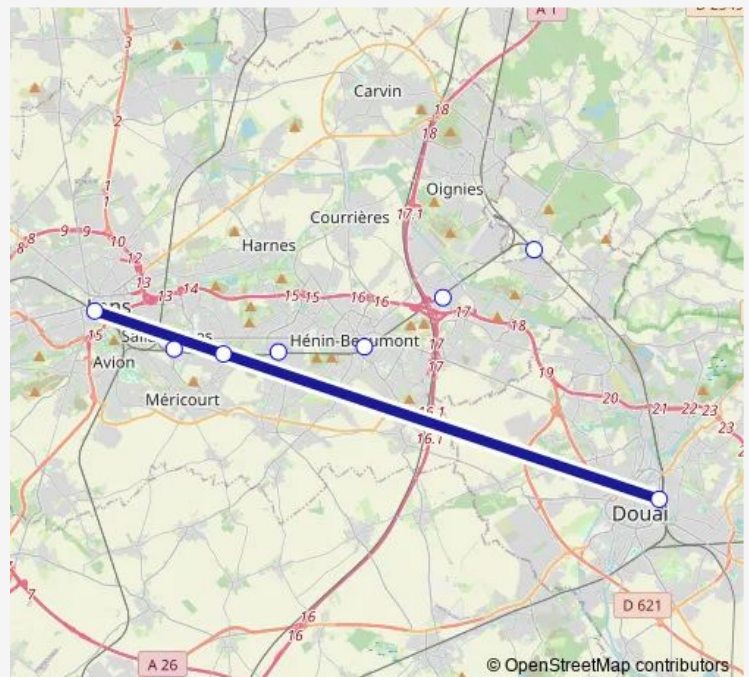 A 1
3
Carvin
18
18
2
Oignies
1
1
17.1
Courrières
8 8 9 9 10
Harnes
12
13
13 14
15 15 16 16
17
18
15
Hénin-Beaumont
17
17
Avion
19
Méricourt
20 21 22 23
23
16.1
16.1
Douai
7
D 621
16
16
A 26
© OpenStreetMap contributors